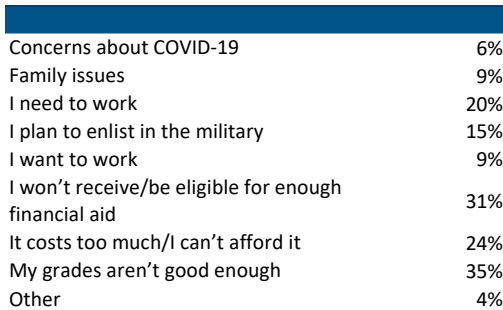 Concerns about COVID-19 6%
Family issues 9%
I need to work 20%
I plan to enlist in the military 15%
I want to work 9%
I won’t receive/be eligible for enough
financial aid 31%
It costs too much/I can’t afford it 24%
My grades aren’t good enough 35%
Other 4%